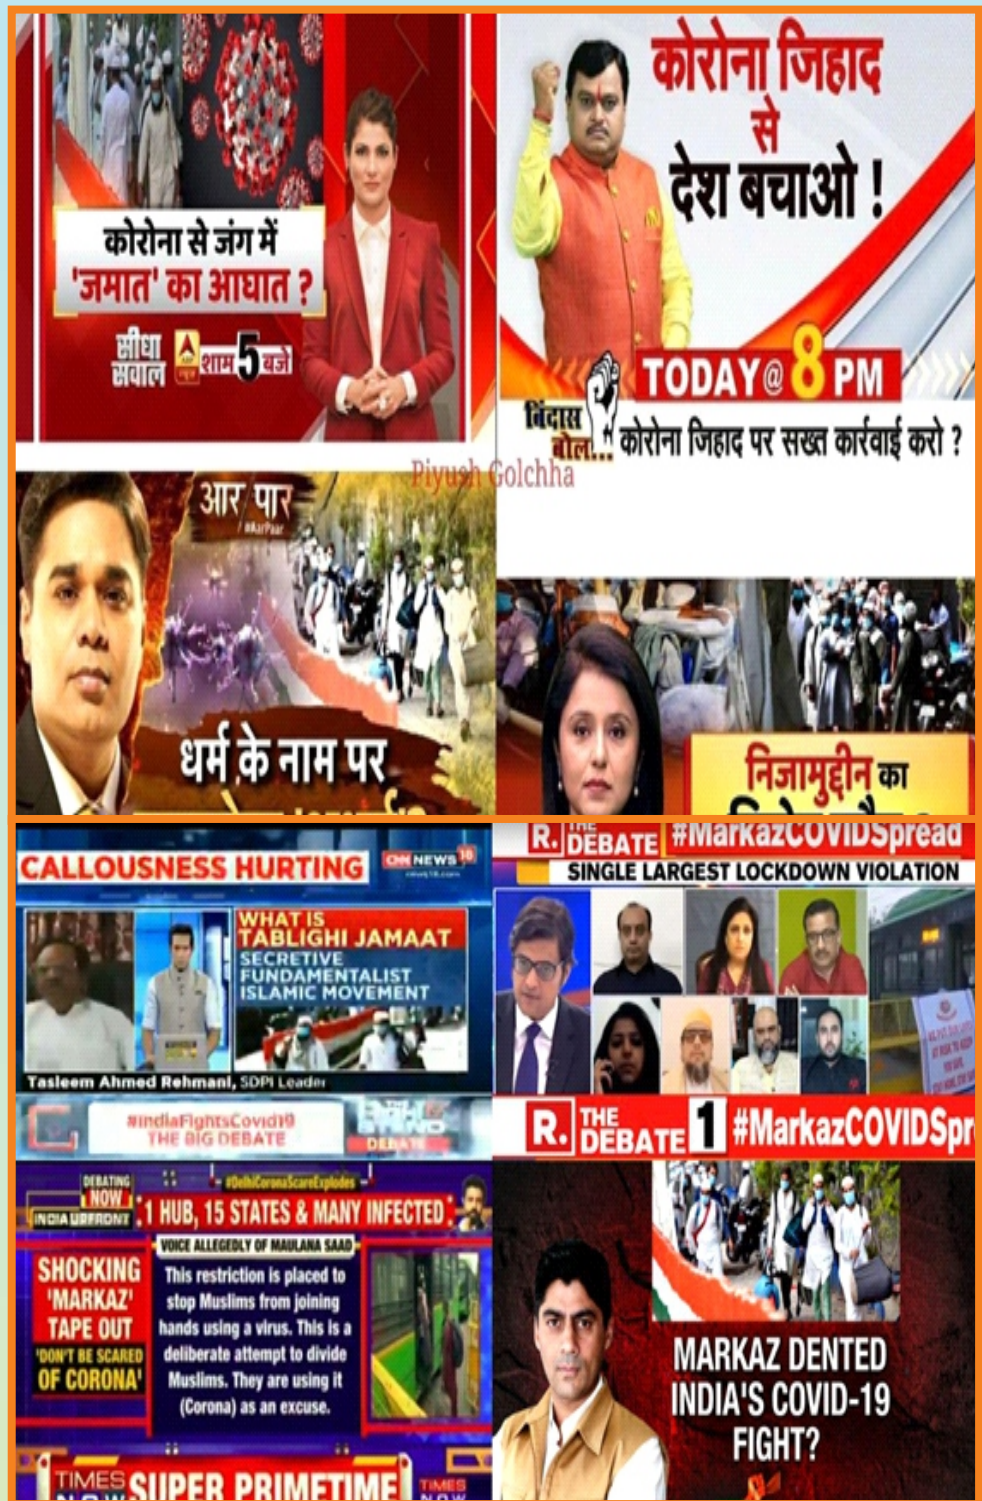 कोरोना से जंग में
'जमात' का आघात ?
सीधा
सवाल
शाम 5 बजे
कोरोना जिहाद
से
देश बचाओ !
TODAY@ 8 PM
बिंदास
बोल...
कोरोना जिहाद पर सख्त कार्रवाई करो ?
Piyush Golchha
आर पार
#AarPaar
धर्म के नाम पर
निजामुद्दीन का
CALLOUSNESS HURTING
CNN NEWS 18
news18.com
WHAT IS
TABLIGHI JAMAAT
SECRETIVE
FUNDAMENTALIST
ISLAMIC MOVEMENT
Tasleem Ahmed Rehmani, SDPI Leader
#IndiaFightsCovid19
THE BIG DEBATE
DEBATE
R. THE DEBATE #MarkazCOVIDSpread
SINGLE LARGEST LOCKDOWN VIOLATION
R. THE DEBATE 1 #MarkazCOVIDSpr
DEBATING
NOW
INDIA UPFRONT
#DelhiCoronaScareExplodes
1 HUB, 15 STATES & MANY INFECTED
VOICE ALLEGEDLY OF MAULANA SAAD
SHOCKING
'MARKAZ'
TAPE OUT
'DON'T BE SCARED
OF CORONA'
This restriction is placed to
stop Muslims from joining
hands using a virus. This is a
deliberate attempt to divide
Muslims. They are using it
(Corona) as an excuse.
TIMES NOW SUPER PRIMETIME TIMES NOW
MARKAZ DENTED
INDIA'S COVID-19
FIGHT?